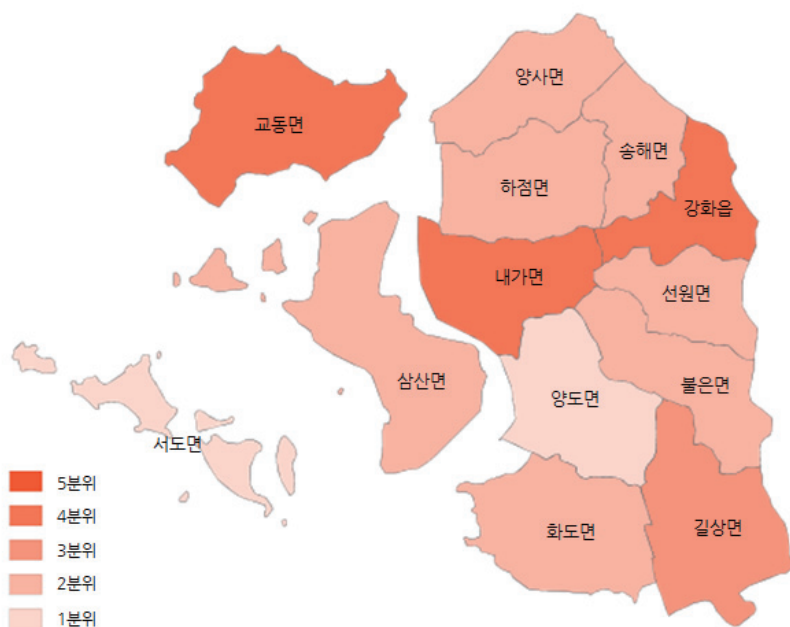 양사면
교동면
송해면
하점면
강화읍
내가면
선원면
삼산면
불은면
양도면
서도면
화도면
길상면
5분위
4분위
3분위
2분위
1분위